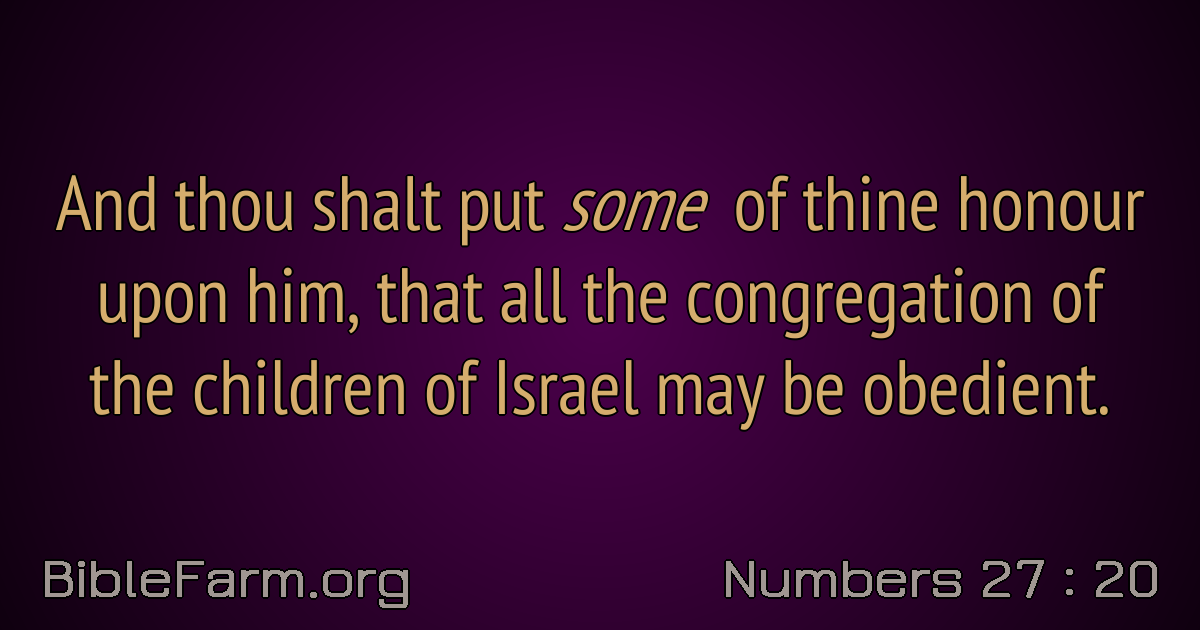 And thou shalt put some of thine honour
upon him, that all the congregation of
the children of Israel may be obedient.
BibleFarm.org
Numbers 27 : 20